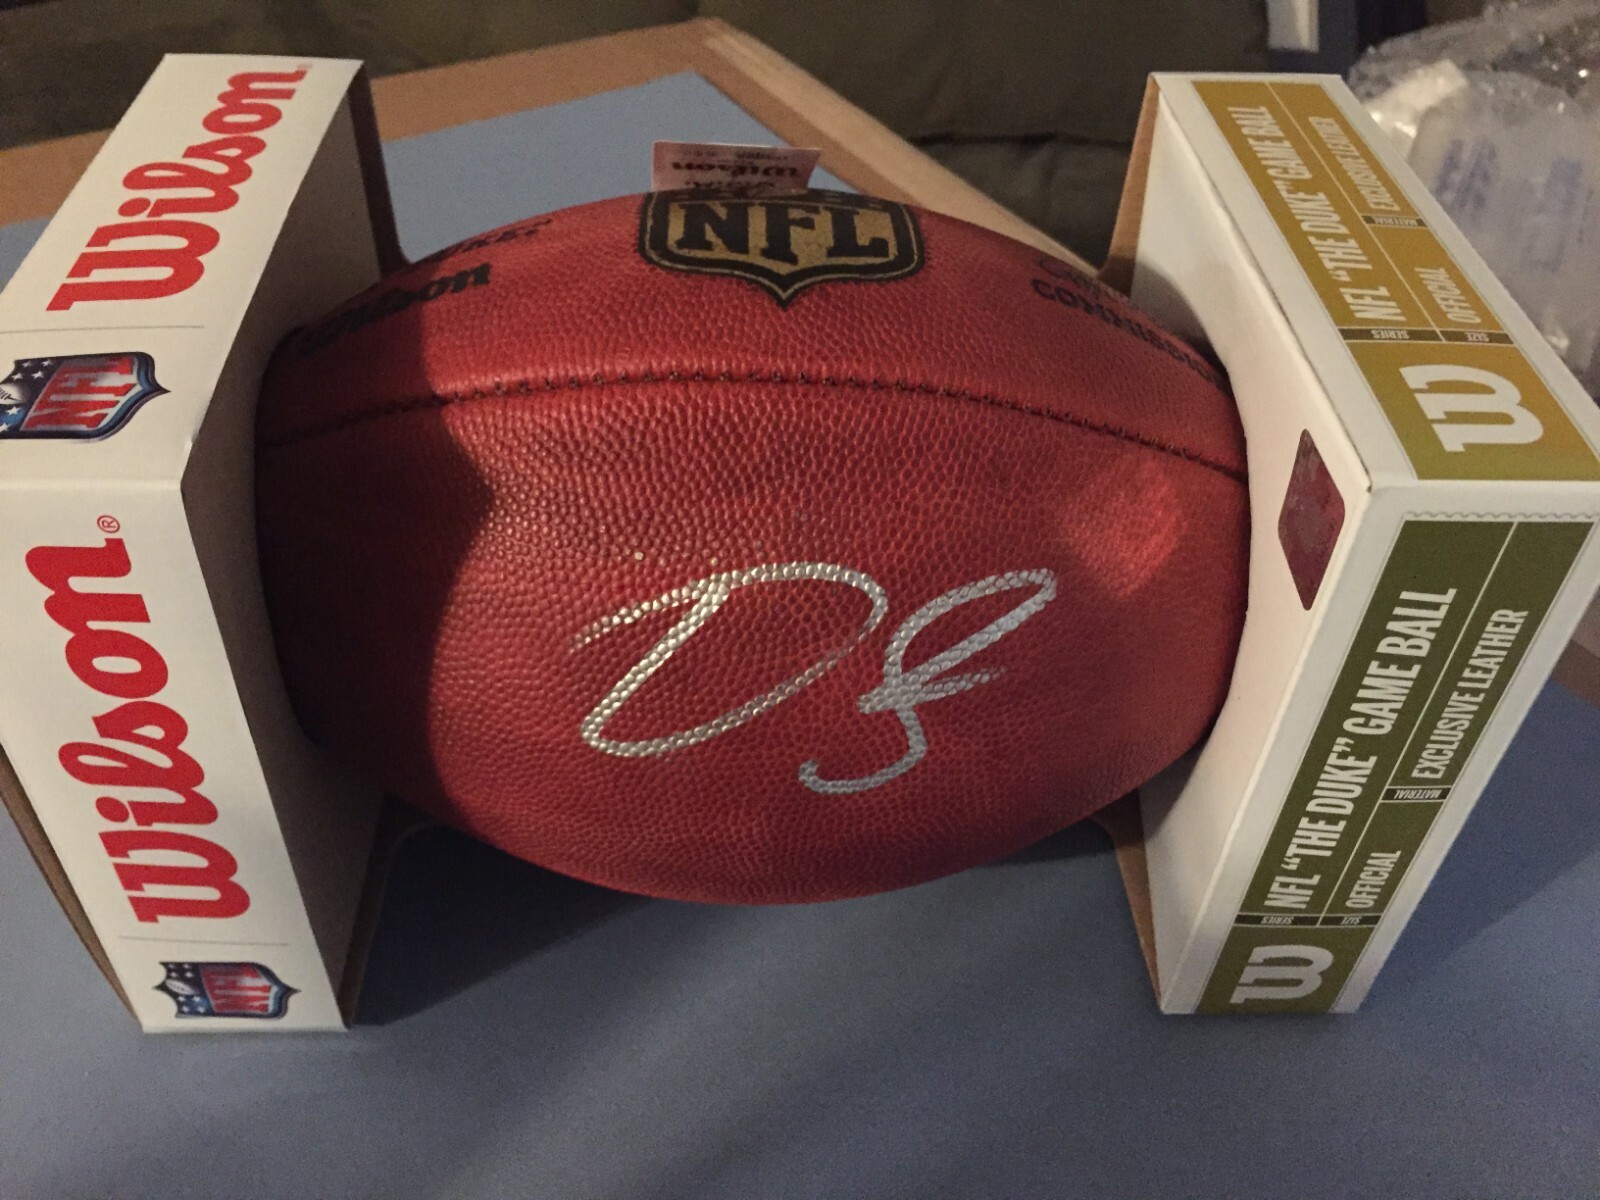 Wilson
NFL
Wilson®
NFL
Wilson
Wilson
NFL
COMMISSIONER
NFL "THE DUKE" GAME BALL
EXCLUSIVE LEATHER
SERIES
MATERIAL
OFFICIAL
SIZE
W
NFL "THE DUKE" GAME BALL
EXCLUSIVE LEATHER
SERIES
MATERIAL
OFFICIAL
SIZE
W